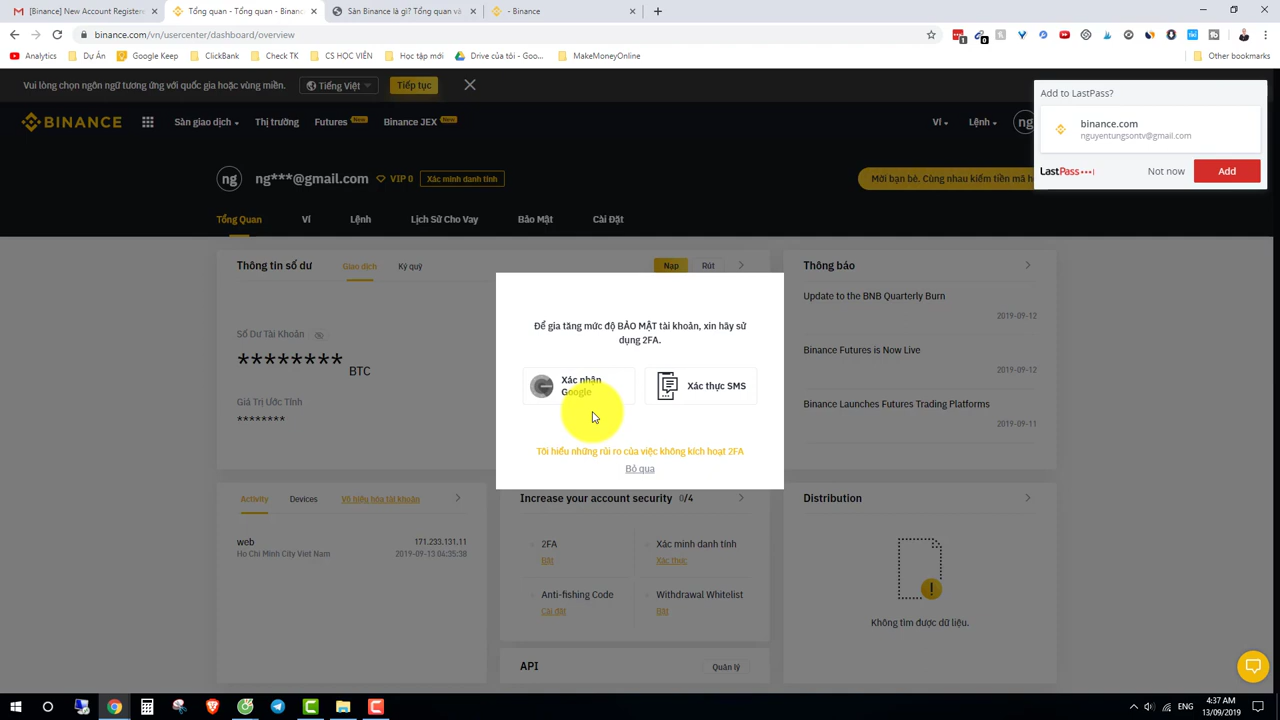 [Binance] New Account Registere
Tổng quan - Tổng quan - Binanc
Sàn Binance là gì? Tổng quan và
- Binance
binance.com/vn/usercenter/dashboard/overview
Analytics
Dự Án
Google Keep
ClickBank
Check TK
CS HỌC VIÊN
Học tập mới
Drive của tôi - Goo...
MakeMoneyOnline
Other bookmarks
Vui lòng chọn ngôn ngữ tương ứng với quốc gia hoặc vùng miền.
Tiếng Việt
Tiếp tục
BINANCE
Sàn giao dịch
Thị trường
Futures New
Binance JEX New
Ví
Lệnh
ng
Add to LastPass?
binance.com
nguyentungsontv@gmail.com
LastPass
Not now
Add
ng
ng***@gmail.com
VIP 0
Xác minh danh tính
Mời bạn bè. Cùng nhau kiếm tiền mã
Tổng Quan
Ví
Lệnh
Lịch Sử Cho Vay
Bảo Mật
Cài Đặt
Thông tin số dư
Giao dịch
Ký quỹ
Nạp
Rút
Số Dư Tài Khoản
******** BTC
Giá Trị Ước Tính
********
Thông báo
Update to the BNB Quarterly Burn
2019-09-12
Binance Futures is Now Live
2019-09-12
Binance Launches Futures Trading Platforms
2019-09-11
Để gia tăng mức độ BẢO MẬT tài khoản, xin hãy sử
dụng 2FA.
Xác nhận
Google
Xác thực SMS
Tôi hiểu những rủi ro của việc không kích hoạt 2FA
Bỏ qua
Activity
Devices
Vô hiệu hóa tài khoản
web
171.233.131.11
Ho Chi Minh City Viet Nam
2019-09-13 04:35:38
Increase your account security 0/4
2FA
Bật
Xác minh danh tính
Xác thực
Anti-fishing Code
Cài đặt
Withdrawal Whitelist
Bật
API
Quản lý
Distribution
Không tìm được dữ liệu.
ENG
4:37 AM
13/09/2019